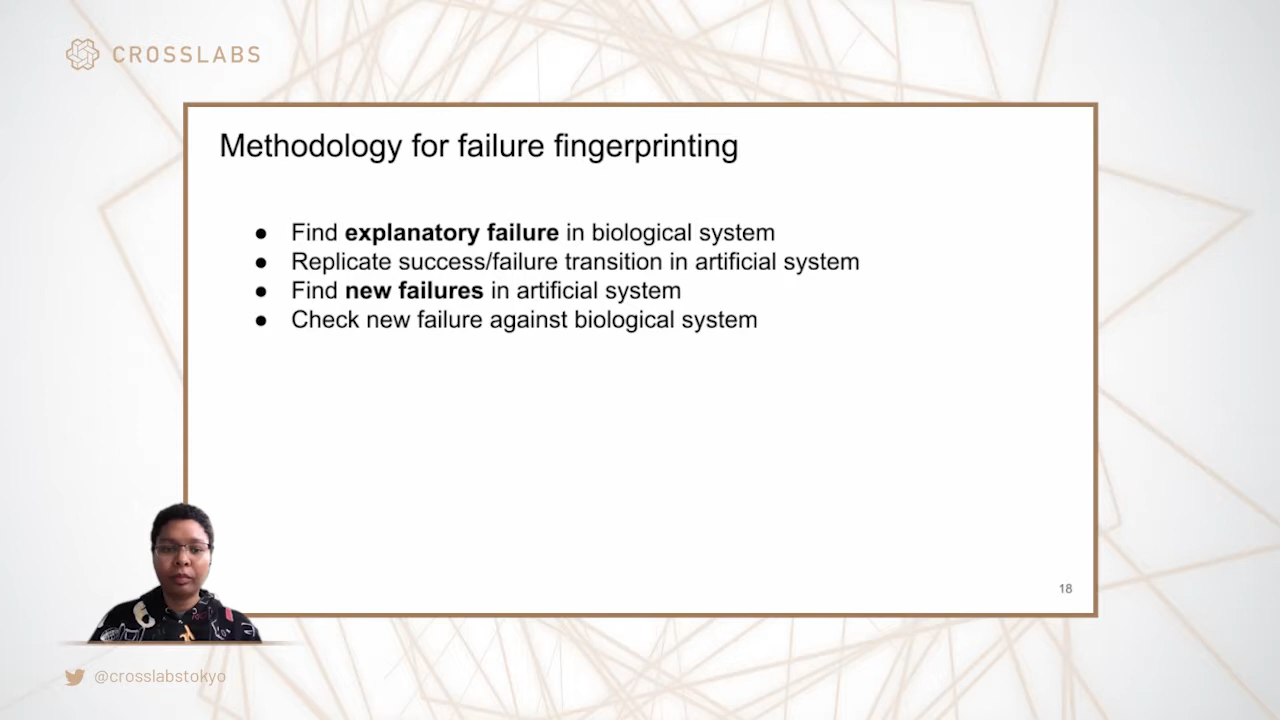 CROSSLABS
Methodology for failure fingerprinting
● Find explanatory failure in biological system
● Replicate success/failure transition in artificial system
● Find new failures in artificial system
● Check new failure against biological system
18
@crosslabstokyo